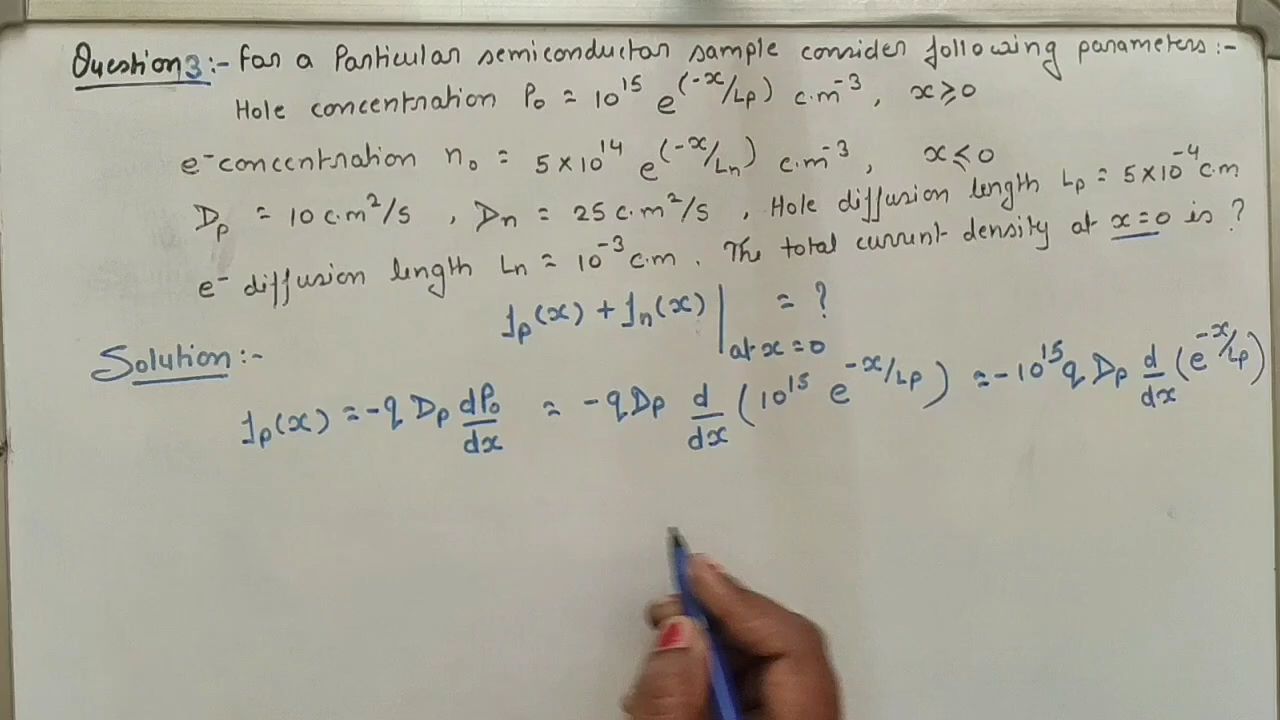 Question 3:- For a Particular semiconductor sample consider following parameters:-
Hole concentration P₀ = 10¹⁵ e^(-x/Lp) c.m⁻³, x⩾0
e⁻concentration n₀ = 5×10¹⁴ e^(-x/Ln) c.m⁻³, x⩽0
Dp = 10 c.m²/s, Dn = 25 c.m²/s, Hole diffusion length Lp = 5×10⁻⁴ c.m
e⁻ diffusion length Ln = 10⁻³ c.m. The total current density at x=0 is ?
Jp(x) + Jn(x)| at x=0 = ?
Solution:-
Jp(x) = -q Dp dP₀/dx = -q Dp d/dx (10¹⁵ e^-x/Lp) = -10¹⁵ q Dp d/dx (e^-x/Lp)